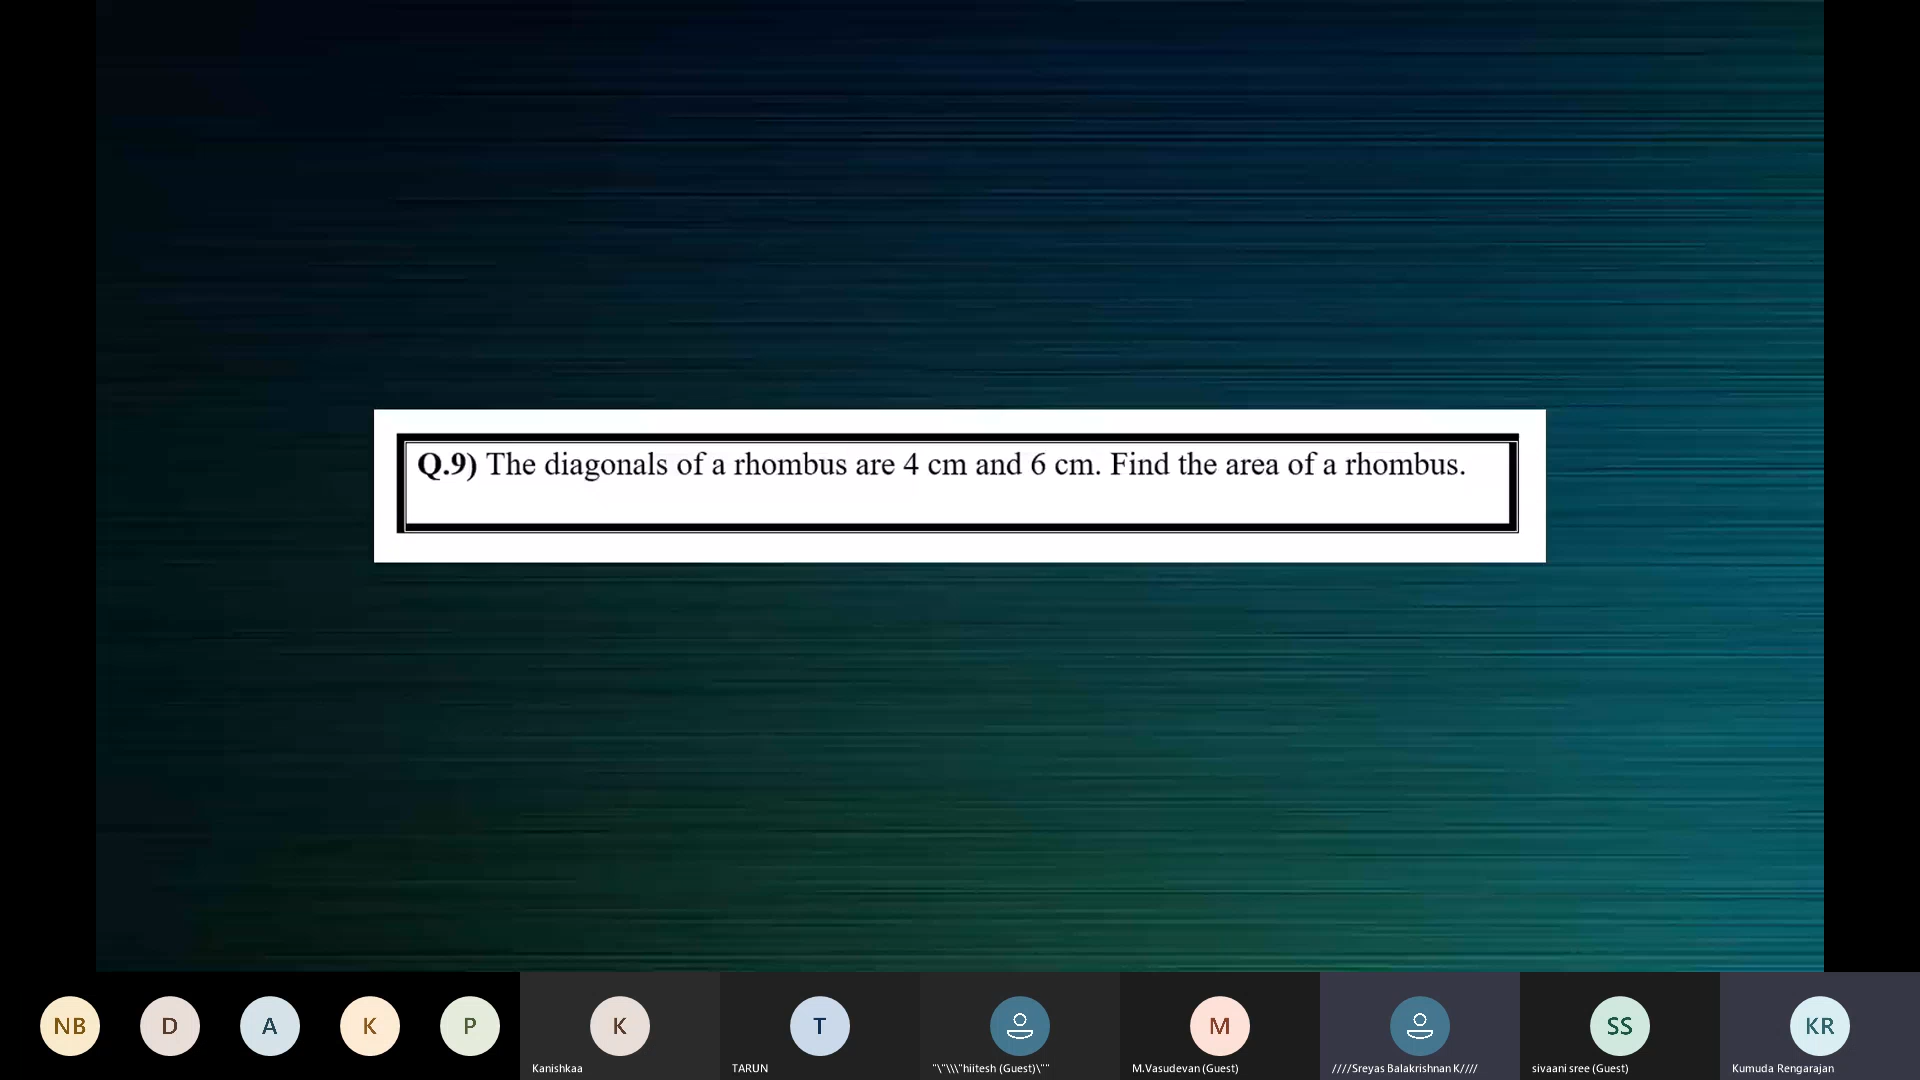 Q.9) The diagonals of a rhombus are 4 cm and 6 cm. Find the area of a rhombus.
NB
D
A
K
P
K
T
M
SS
KR
Kanishkaa
TARUN
"\"\\\"hiitesh (Guest)\""
M.Vasudevan (Guest)
////Sreyas Balakrishnan K////
sivaani sree (Guest)
Kumuda Rengarajan